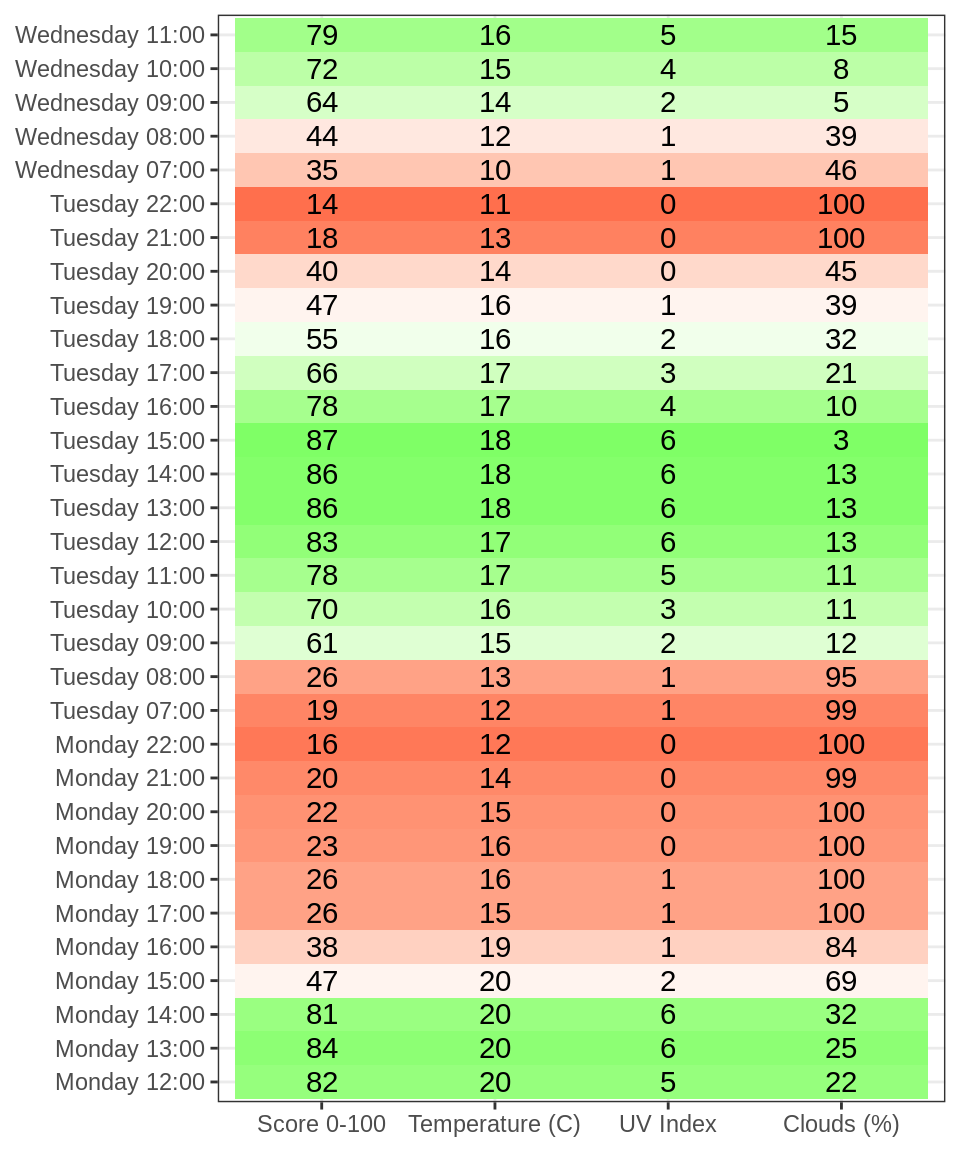 Wednesday 11:00 79 16 5 15
Wednesday 10:00 72 15 4 8
Wednesday 09:00 64 14 2 5
Wednesday 08:00 44 12 1 39
Wednesday 07:00 35 10 1 46
Tuesday 22:00 14 11 0 100
Tuesday 21:00 18 13 0 100
Tuesday 20:00 40 14 0 45
Tuesday 19:00 47 16 1 39
Tuesday 18:00 55 16 2 32
Tuesday 17:00 66 17 3 21
Tuesday 16:00 78 17 4 10
Tuesday 15:00 87 18 6 3
Tuesday 14:00 86 18 6 13
Tuesday 13:00 86 18 6 13
Tuesday 12:00 83 17 6 13
Tuesday 11:00 78 17 5 11
Tuesday 10:00 70 16 3 11
Tuesday 09:00 61 15 2 12
Tuesday 08:00 26 13 1 95
Tuesday 07:00 19 12 1 99
Monday 22:00 16 12 0 100
Monday 21:00 20 14 0 99
Monday 20:00 22 15 0 100
Monday 19:00 23 16 0 100
Monday 18:00 26 16 1 100
Monday 17:00 26 15 1 100
Monday 16:00 38 19 1 84
Monday 15:00 47 20 2 69
Monday 14:00 81 20 6 32
Monday 13:00 84 20 6 25
Monday 12:00 82 20 5 22
Score 0-100 Temperature (C) UV Index Clouds (%)